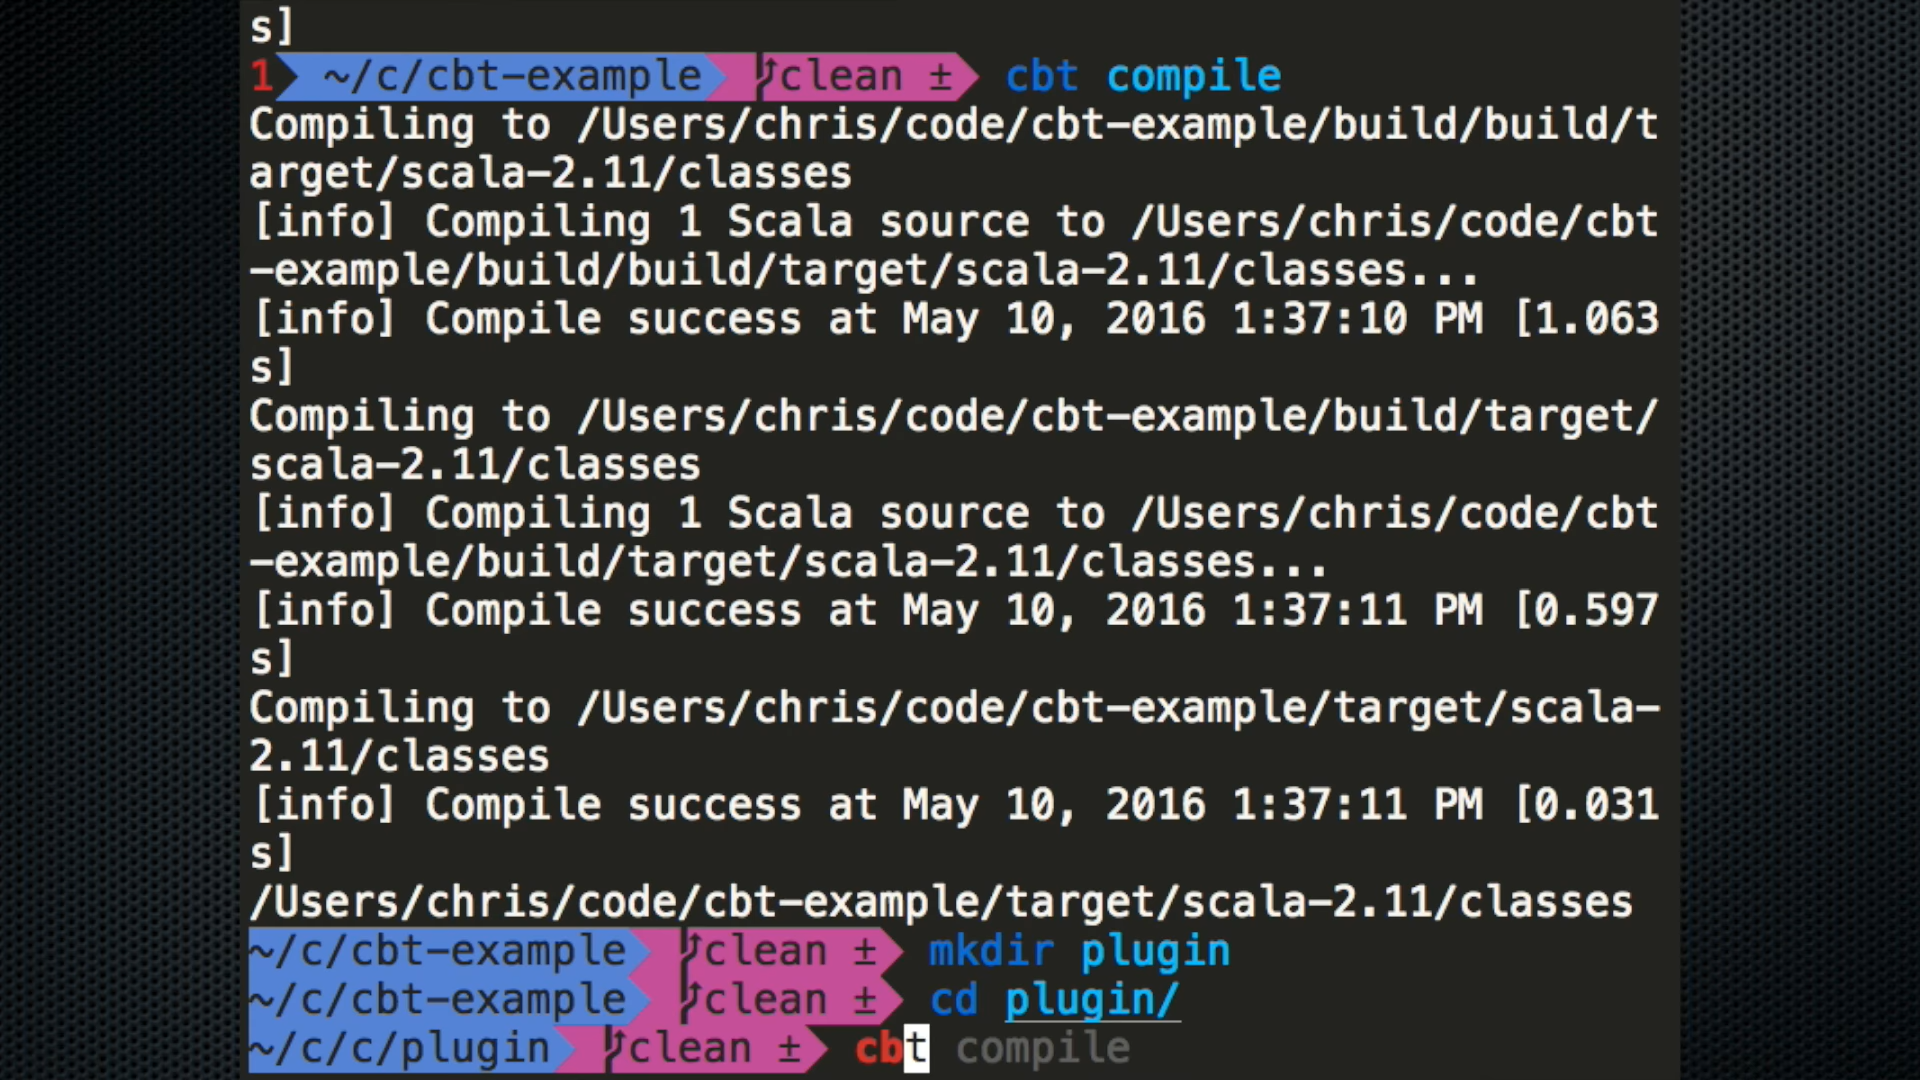 s]
1 ~/c/cbt-example clean ± cbt compile
Compiling to /Users/chris/code/cbt-example/build/build/t
arget/scala-2.11/classes
[info] Compiling 1 Scala source to /Users/chris/code/cbt
-example/build/build/target/scala-2.11/classes...
[info] Compile success at May 10, 2016 1:37:10 PM [1.063
s]
Compiling to /Users/chris/code/cbt-example/build/target/
scala-2.11/classes
[info] Compiling 1 Scala source to /Users/chris/code/cbt
-example/build/target/scala-2.11/classes...
[info] Compile success at May 10, 2016 1:37:11 PM [0.597
s]
Compiling to /Users/chris/code/cbt-example/target/scala-
2.11/classes
[info] Compile success at May 10, 2016 1:37:11 PM [0.031
s]
/Users/chris/code/cbt-example/target/scala-2.11/classes
~/c/cbt-example clean ± mkdir plugin
~/c/cbt-example clean ± cd plugin/
~/c/c/plugin clean ± cbt compile